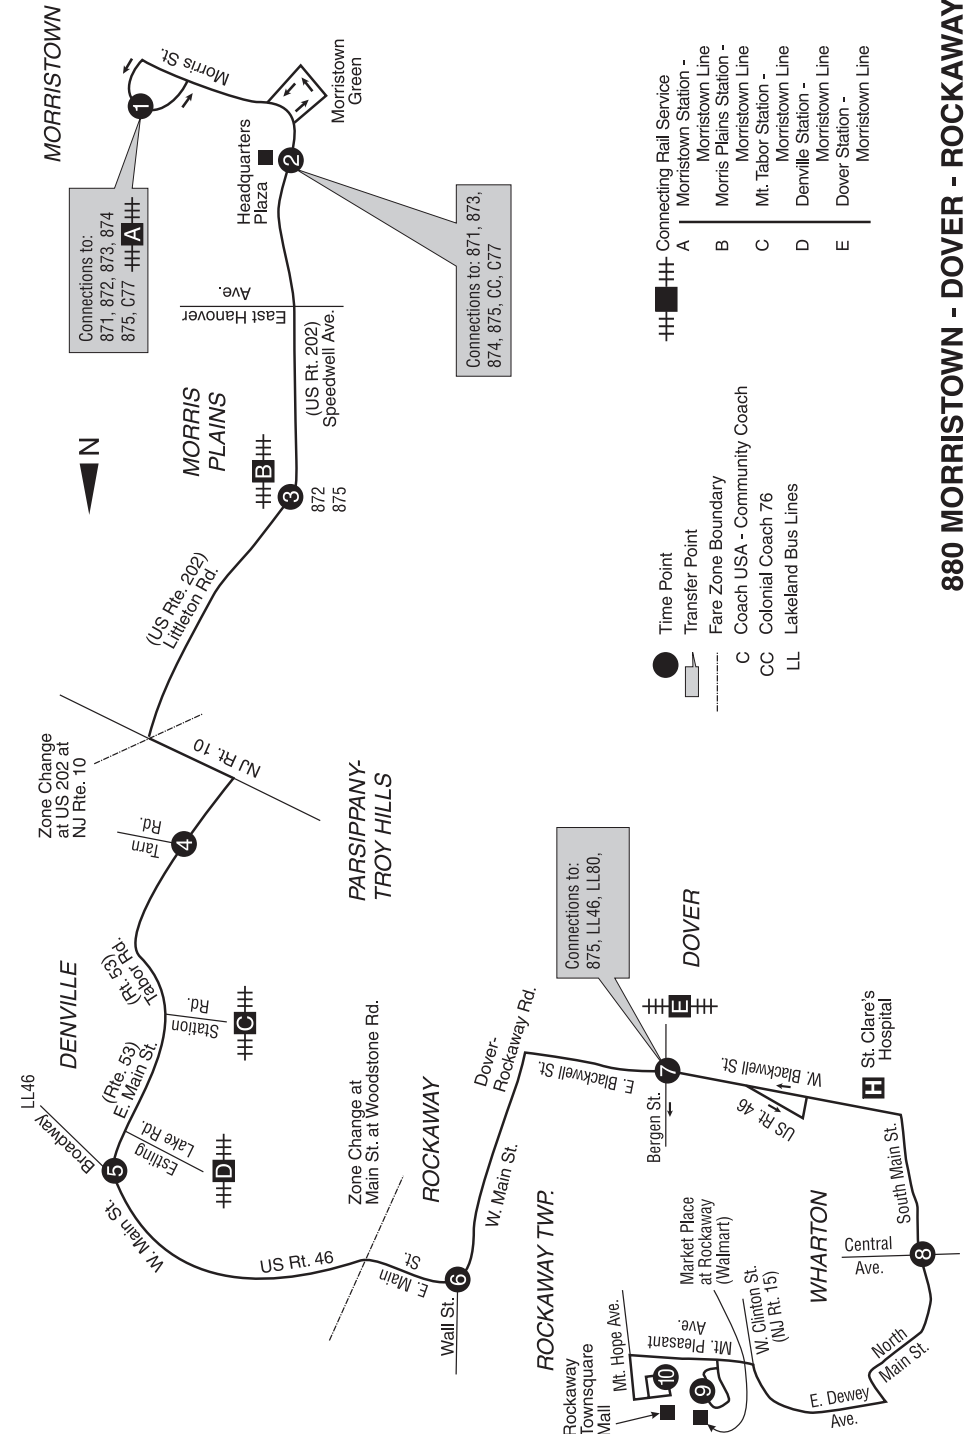 MORRISTOWN
Morris St.
1
Connections to:
871, 872, 873, 874
875, C77
A
Morristown
Green
Headquarters
Plaza
2
Connections to: 871, 873,
874, 875, CC, C77
East Hanover
Ave.
(US Rt. 202)
Speedwell Ave.
MORRIS
PLAINS
B
3
872
875
N
(US Rte. 202)
Littleton Rd.
Zone Change
at US 202 at
NJ Rte. 10
NJ Rt. 10
PARSIPPANY-
TROY HILLS
Tarn
Rd.
4
DENVILLE
(Rt. 53)
Tabor Rd.
Station
Rd.
C
(Rte. 53)
E. Main St.
LL46
Broadway
5
Estling
Lake Rd.
D
W. Main St.
US Rt. 46
Zone Change at
Main St. at Woodstone Rd.
ROCKAWAY
E. Main
St.
6
Wall St.
W. Main St.
Dover-
Rockaway Rd.
E. Blackwell St.
Connections to:
875, LL46, LL80,
DOVER
E
7
Bergen St.
W. Blackwell St.
US Rt 46
H
St. Clare's
Hospital
South Main St.
WHARTON
Central
Ave.
8
North
Main St.
E. Dewey
Ave.
W. Clinton St.
(NJ Rt. 15)
ROCKAWAY TWP.
Market Place
at Rockaway
(Walmart)
Mt. Pleasant
Ave.
Mt. Hope Ave.
9
10
Rockaway
Townsquare
Mall
Time Point
Transfer Point
Fare Zone Boundary
C Coach USA - Community Coach
CC Colonial Coach 76
LL Lakeland Bus Lines
Connecting Rail Service
A Morristown Station -
Morristown Line
B Morris Plains Station -
Morristown Line
C Mt. Tabor Station -
Morristown Line
D Denville Station -
Morristown Line
E Dover Station -
Morristown Line
880 MORRISTOWN - DOVER - ROCKAWAY